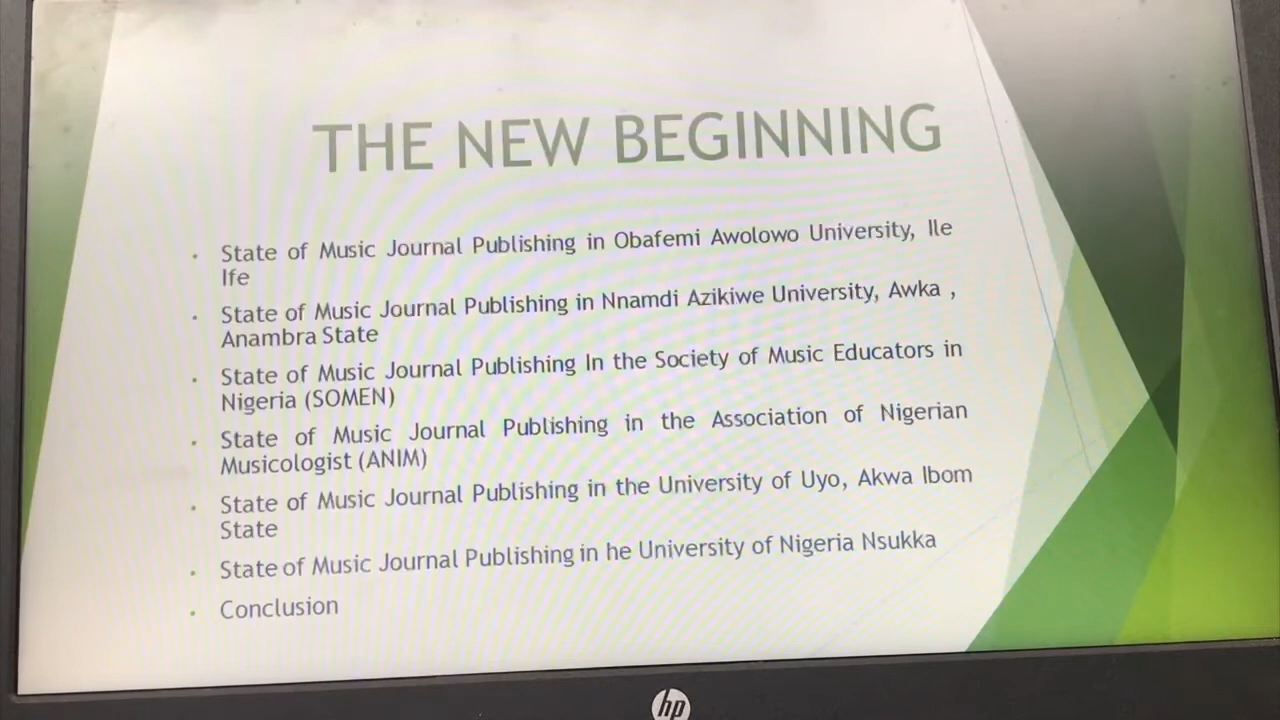 THE NEW BEGINNING
• State of Music Journal Publishing in Obafemi Awolowo University, Ile
Ife
• State of Music Journal Publishing in Nnamdi Azikiwe University, Awka ,
Anambra State
• State of Music Journal Publishing In the Society of Music Educators in
Nigeria (SOMEN)
• State of Music Journal Publishing in the Association of Nigerian
Musicologist (ANIM)
• State of Music Journal Publishing in the University of Uyo, Akwa Ibom
State
• State of Music Journal Publishing in he University of Nigeria Nsukka
• Conclusion
hp